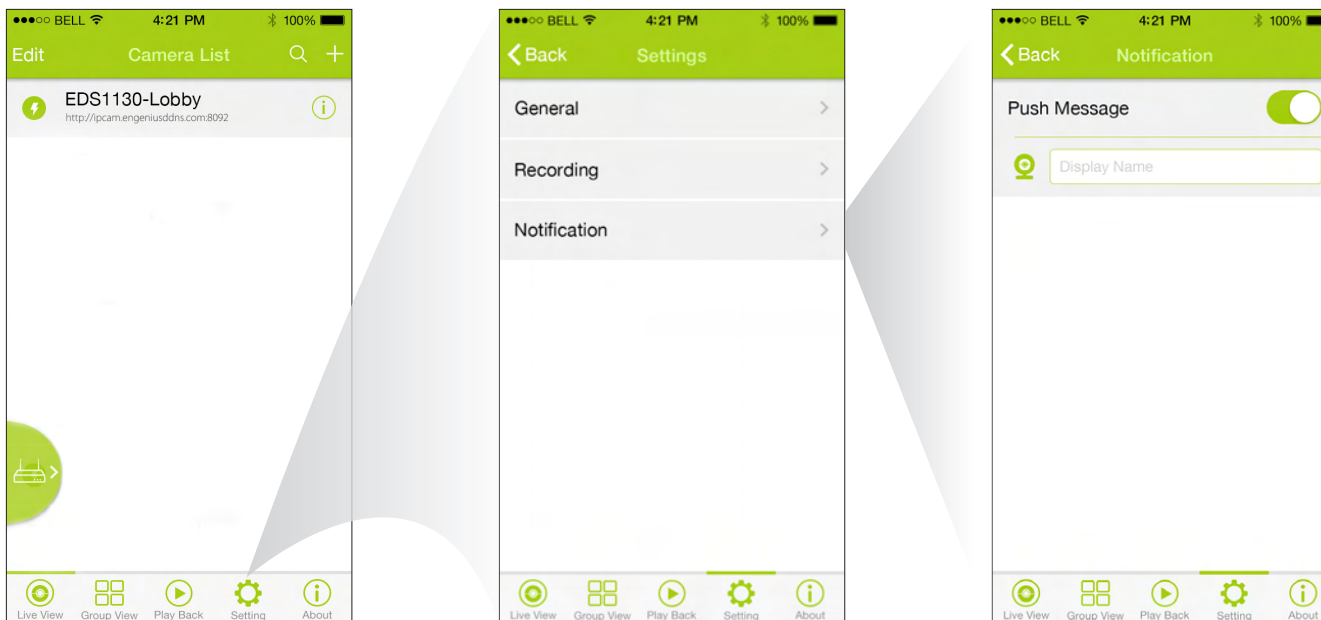 BELL 4:21 PM 100%
Edit Camera List
EDS1130-Lobby
http://ipcam.engeniusddns.com:8092
Live View Group View Play Back Setting About
BELL 4:21 PM 100%
Back Settings
General
Recording
Notification
Live View Group View Play Back Setting About
BELL 4:21 PM 100%
Back Notification
Push Message
Display Name
Live View Group View Play Back Setting About